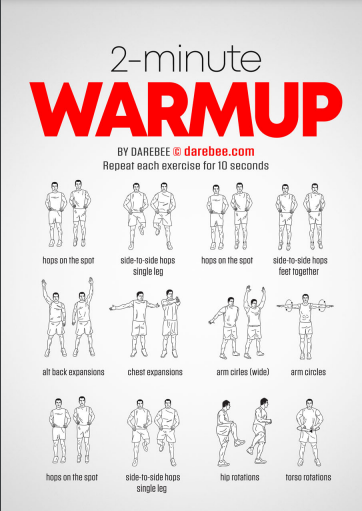 2-minute
WARMUP
BY DAREBEE © darebee.com
Repeat each exercise for 10 seconds
hops on the spot
side-to-side hops
single leg
hops on the spot
side-to-side hops
feet together
alt back expansions
chest expansions
arm cirles (wide)
arm circles
hops on the spot
side-to-side hops
single leg
hip rotations
torso rotations